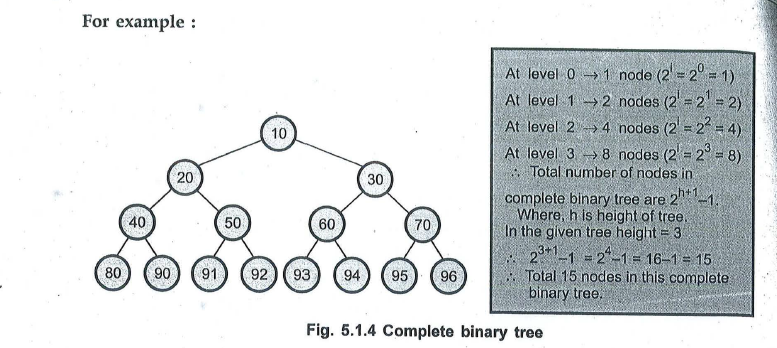 For example :
At level 0 → 1 node (2^l = 2^0 = 1)
At level 1 → 2 nodes (2^l = 2^1 = 2)
At level 2 → 4 nodes (2^l = 2^2 = 4)
At level 3 → 8 nodes (2^l = 2^3 = 8)
∴ Total number of nodes in
complete binary tree are 2^h+1–1.
Where, h is height of tree.
In the given tree height = 3
∴ 2^3+1–1 = 2^4–1 = 16–1 = 15
∴ Total 15 nodes in this complete
binary tree.
10
20 30
40 50 60 70
80 90 91 92 93 94 95 96
Fig. 5.1.4 Complete binary tree